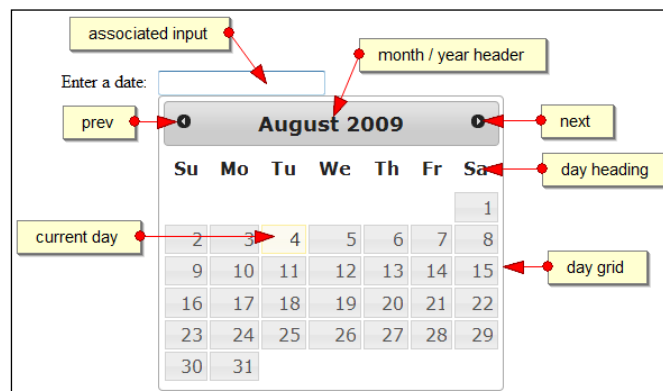 associated input
month / year header
Enter a date:
prev
August 2009
next
Su Mo Tu We Th Fr Sa
day heading
1
current day
2 3 4 5 6 7 8
day grid
9 10 11 12 13 14 15
16 17 18 19 20 21 22
23 24 25 26 27 28 29
30 31